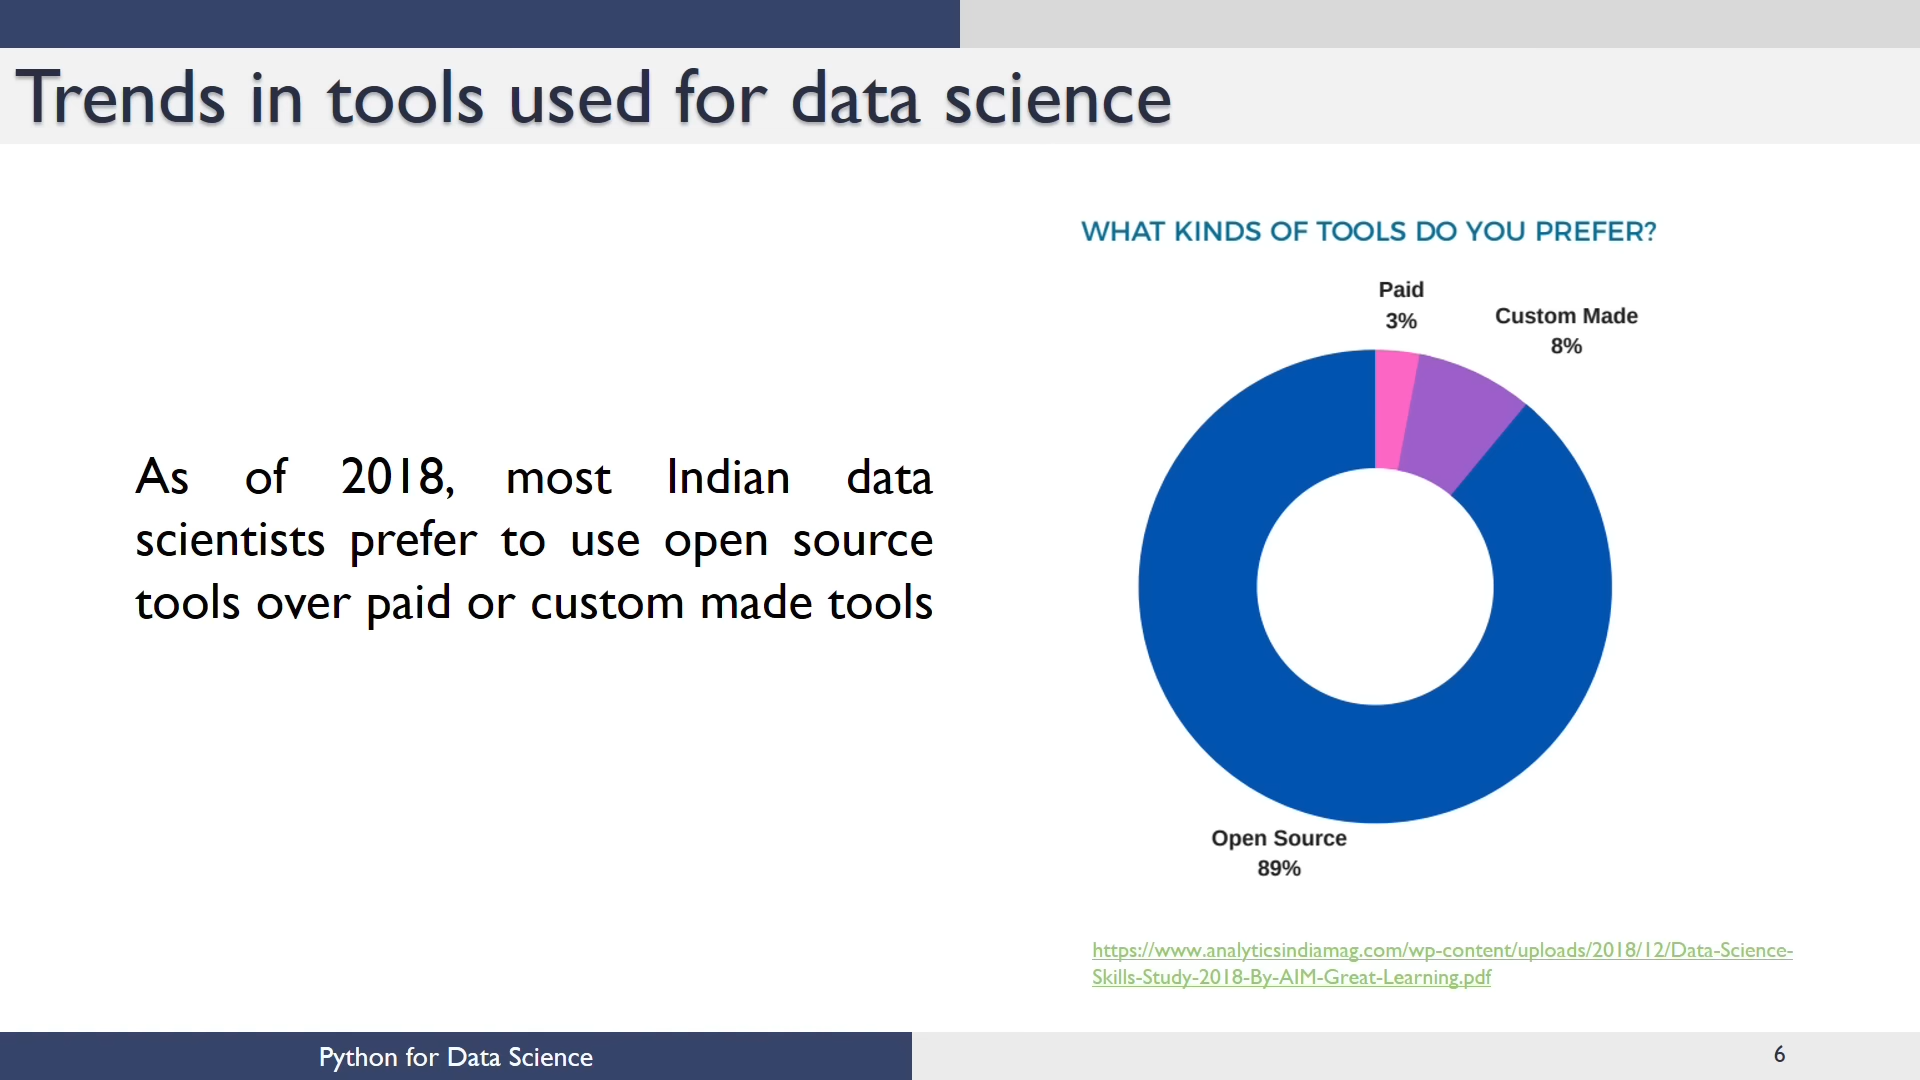 Trends in tools used for data science
As of 2018, most Indian data
scientists prefer to use open source
tools over paid or custom made tools
WHAT KINDS OF TOOLS DO YOU PREFER?
Paid
3%
Custom Made
8%
Open Source
89%
https://www.analyticsindiamag.com/wp-content/uploads/2018/12/Data-Science-
Skills-Study-2018-By-AIM-Great-Learning.pdf
Python for Data Science
6